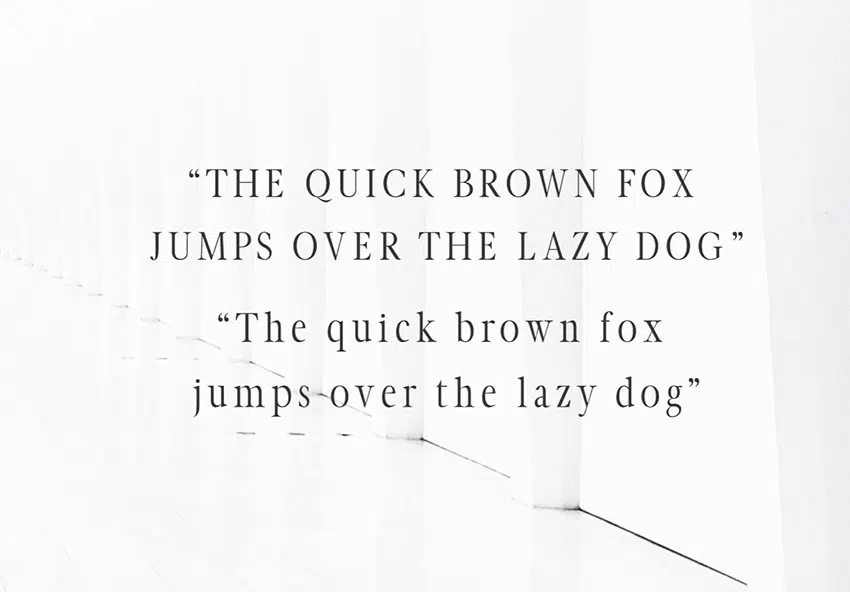 “THE QUICK BROWN FOX
JUMPS OVER THE LAZY DOG”
“The quick brown fox
jumps over the lazy dog”